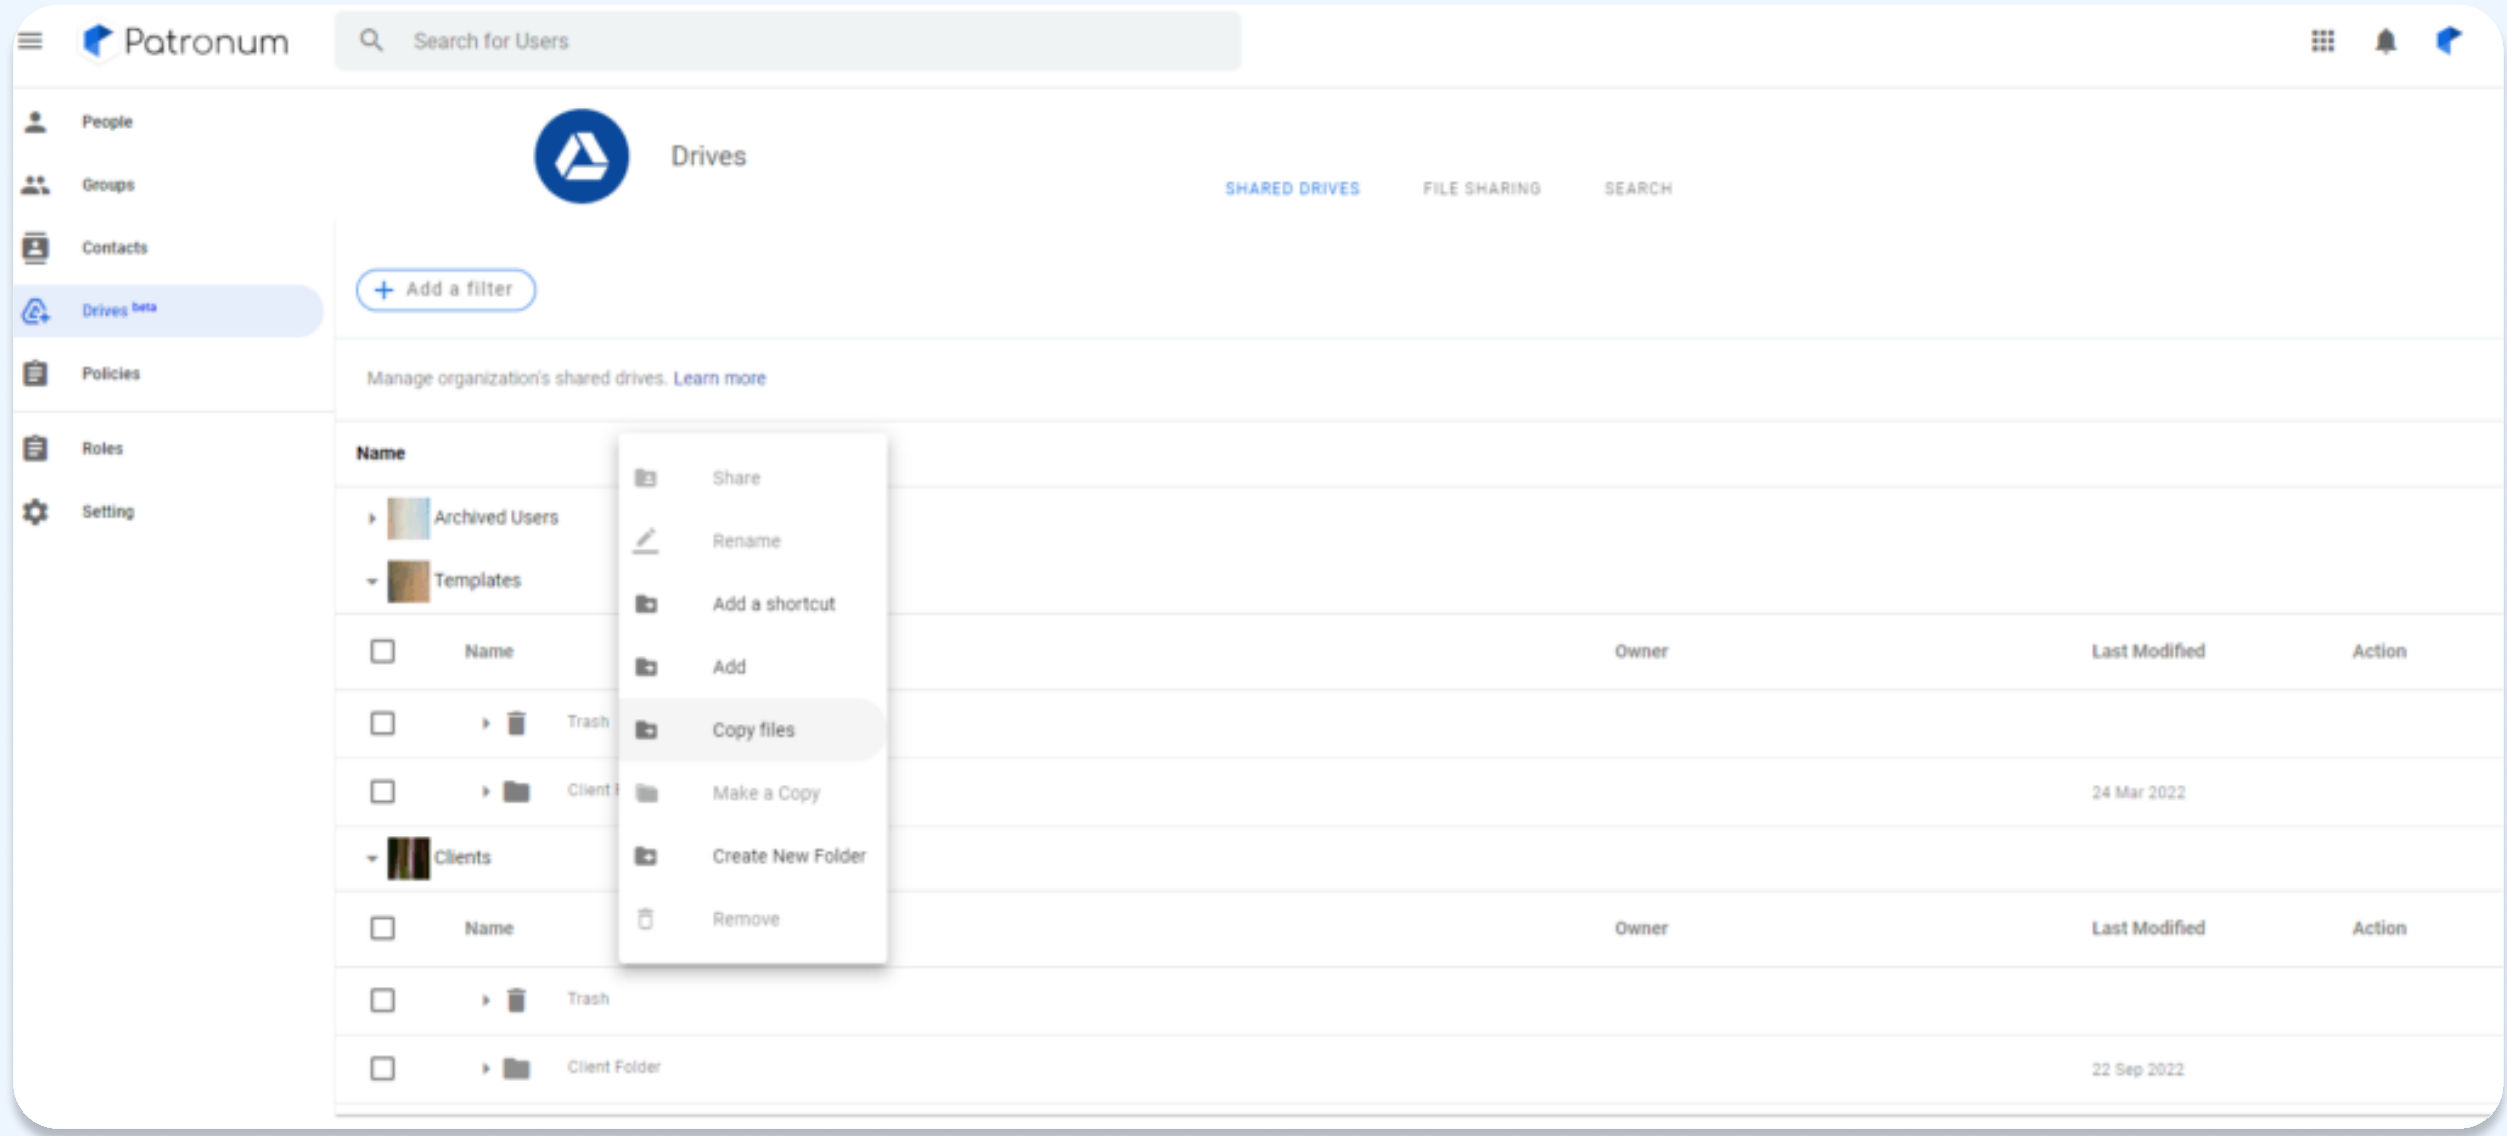 Patronum
Search for Users
People
Groups
Contacts
Drives beta
Policies
Roles
Setting
Drives
SHARED DRIVES FILE SHARING SEARCH
+ Add a filter
Manage organization's shared drives. Learn more
Name
Archived Users
Templates
Name Owner Last Modified Action
Trash
Client 24 Mar 2022
Clients
Name Owner Last Modified Action
Trash
Client Folder 22 Sep 2022
Share
Rename
Add a shortcut
Add
Copy files
Make a Copy
Create New Folder
Remove